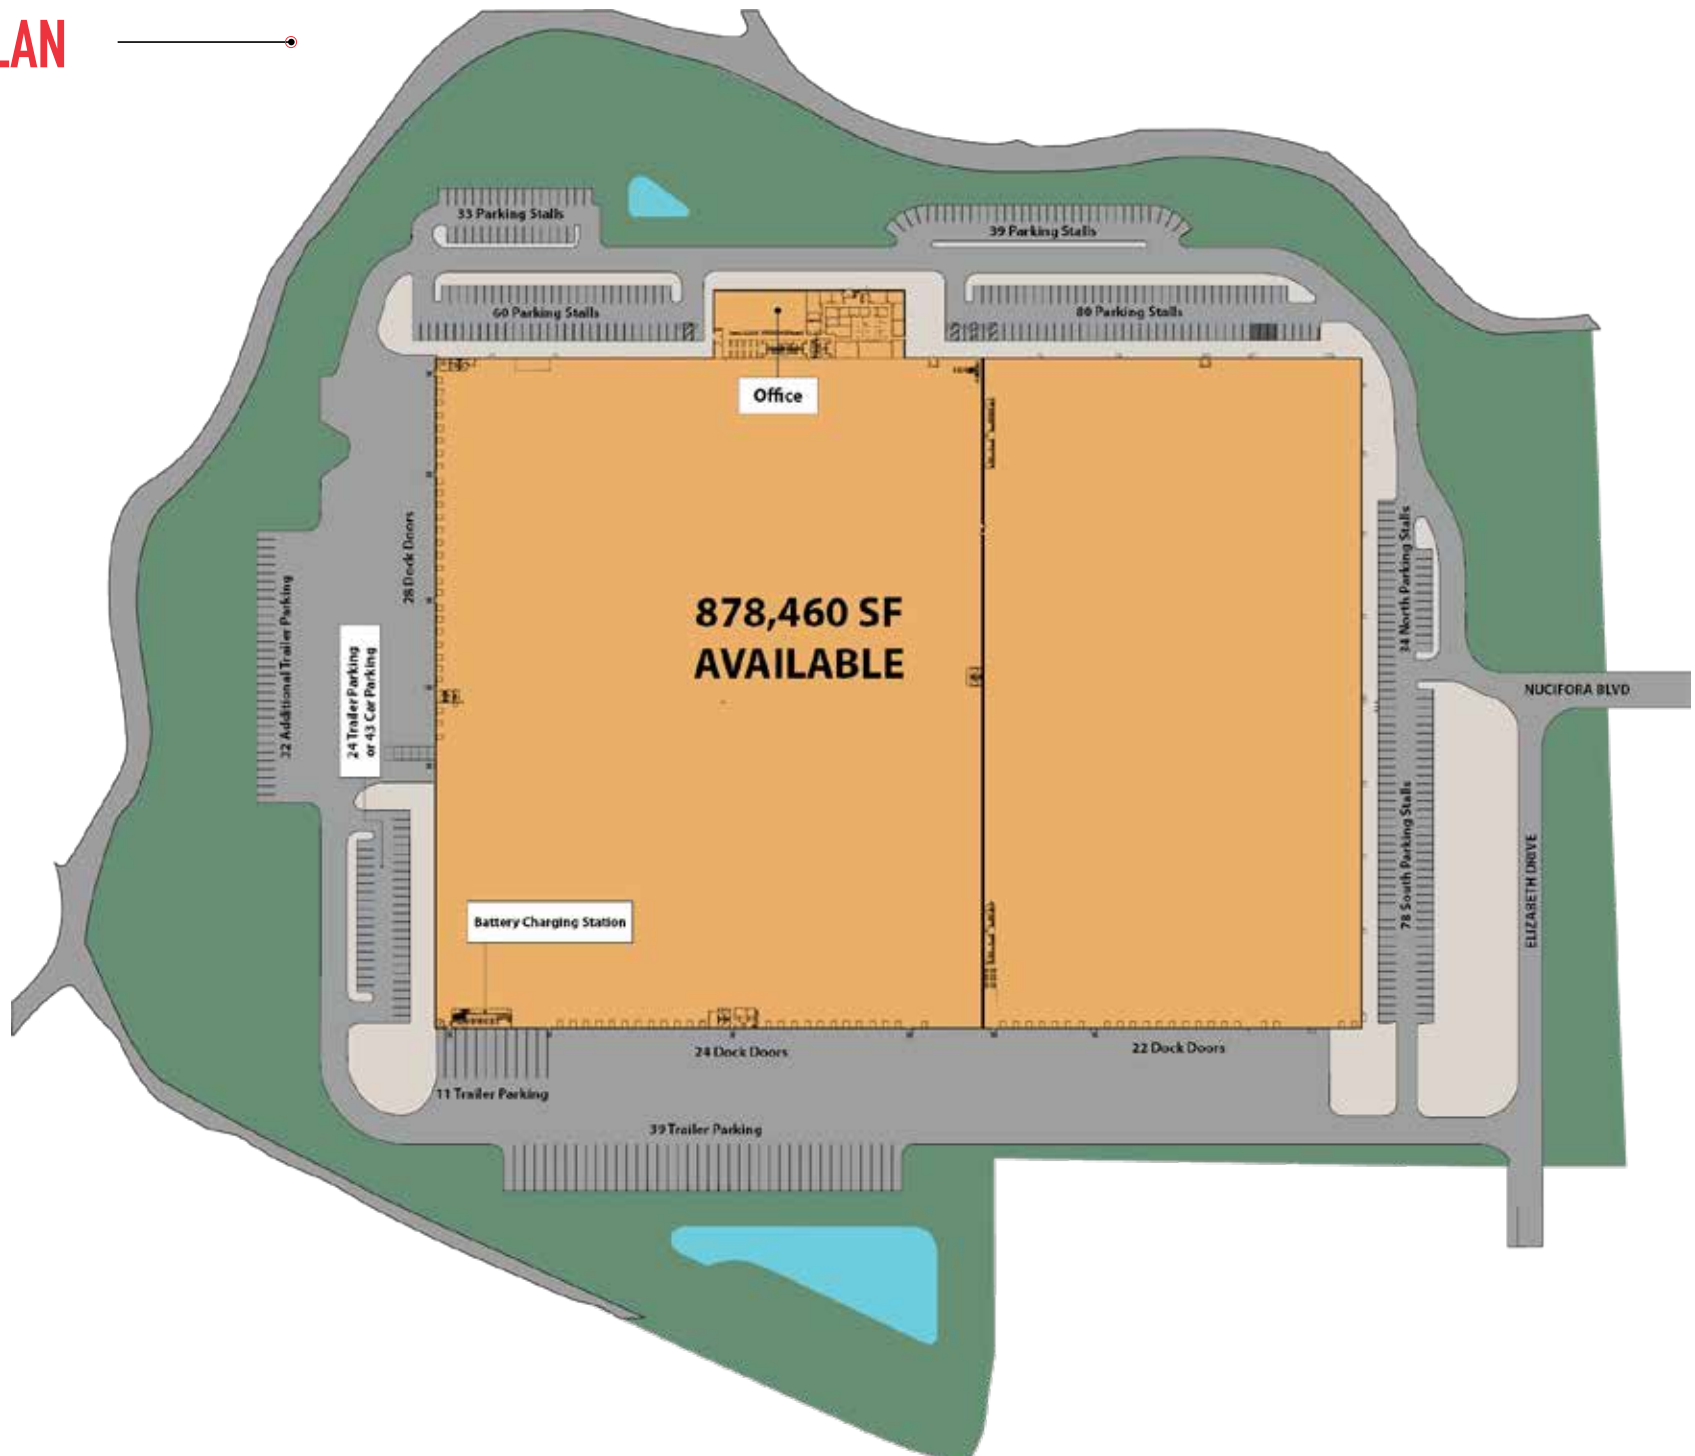 LAN
33 Parking Stalls
39 Parking Stalls
60 Parking Stalls
80 Parking Stalls
Office
28 Dock Doors
34 North Parking Stalls
878,460 SF
AVAILABLE
32 Additional Trailer Parking
24 Trailer Parking
or 43 Car Parking
NUCIFORA BLVD
78 South Parking Stalls
ELIZABETH DRIVE
Battery Charging Station
24 Dock Doors
22 Dock Doors
11 Trailer Parking
39 Trailer Parking